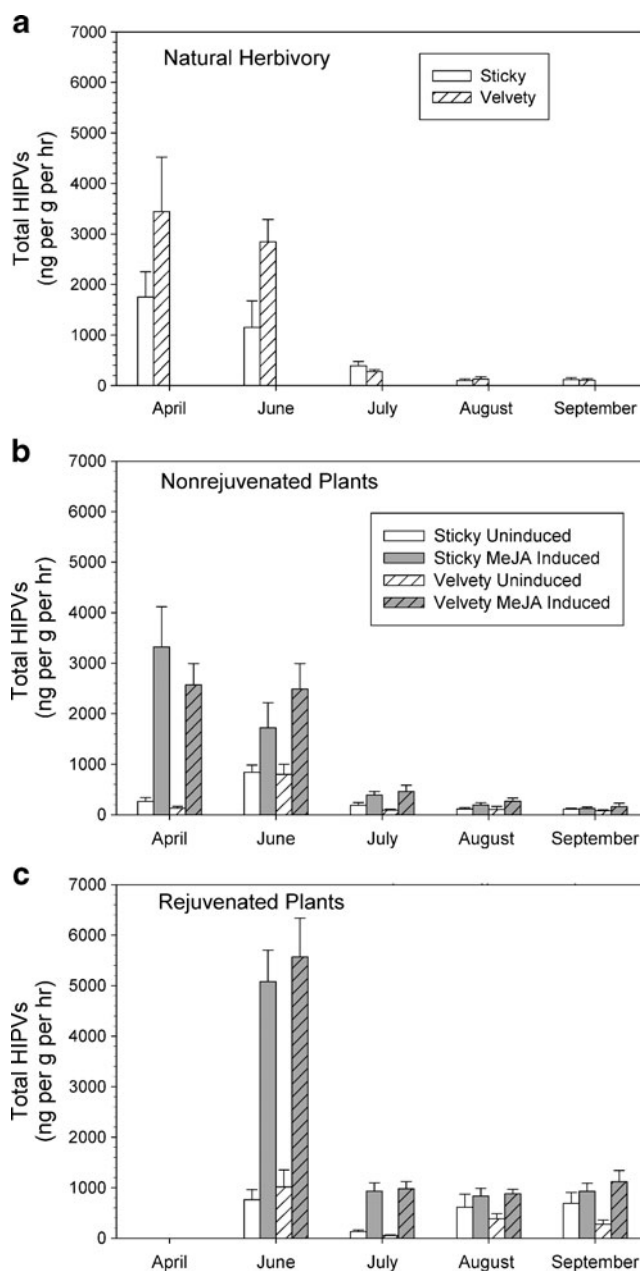 a
Natural Herbivory
Sticky
Velvety
Total HIPVs
(ng per g per hr)
7000
6000
5000
4000
3000
2000
1000
0
April June July August September
b
Nonrejuvenated Plants
Sticky Uninduced
Sticky MeJA Induced
Velvety Uninduced
Velvety MeJA Induced
Total HIPVs
(ng per g per hr)
7000
6000
5000
4000
3000
2000
1000
0
April June July August September
c
Rejuvenated Plants
Total HIPVs
(ng per g per hr)
7000
6000
5000
4000
3000
2000
1000
0
April June July August September